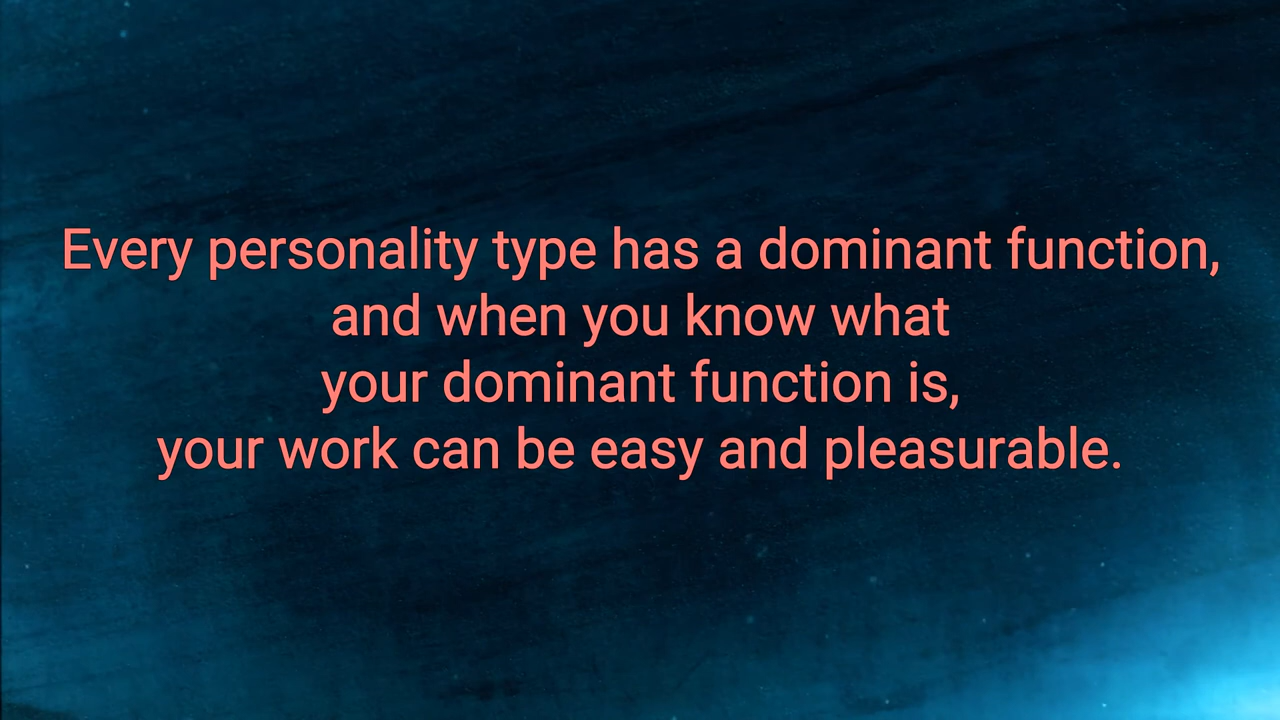 Every personality type has a dominant function,
and when you know what
your dominant function is,
your work can be easy and pleasurable.